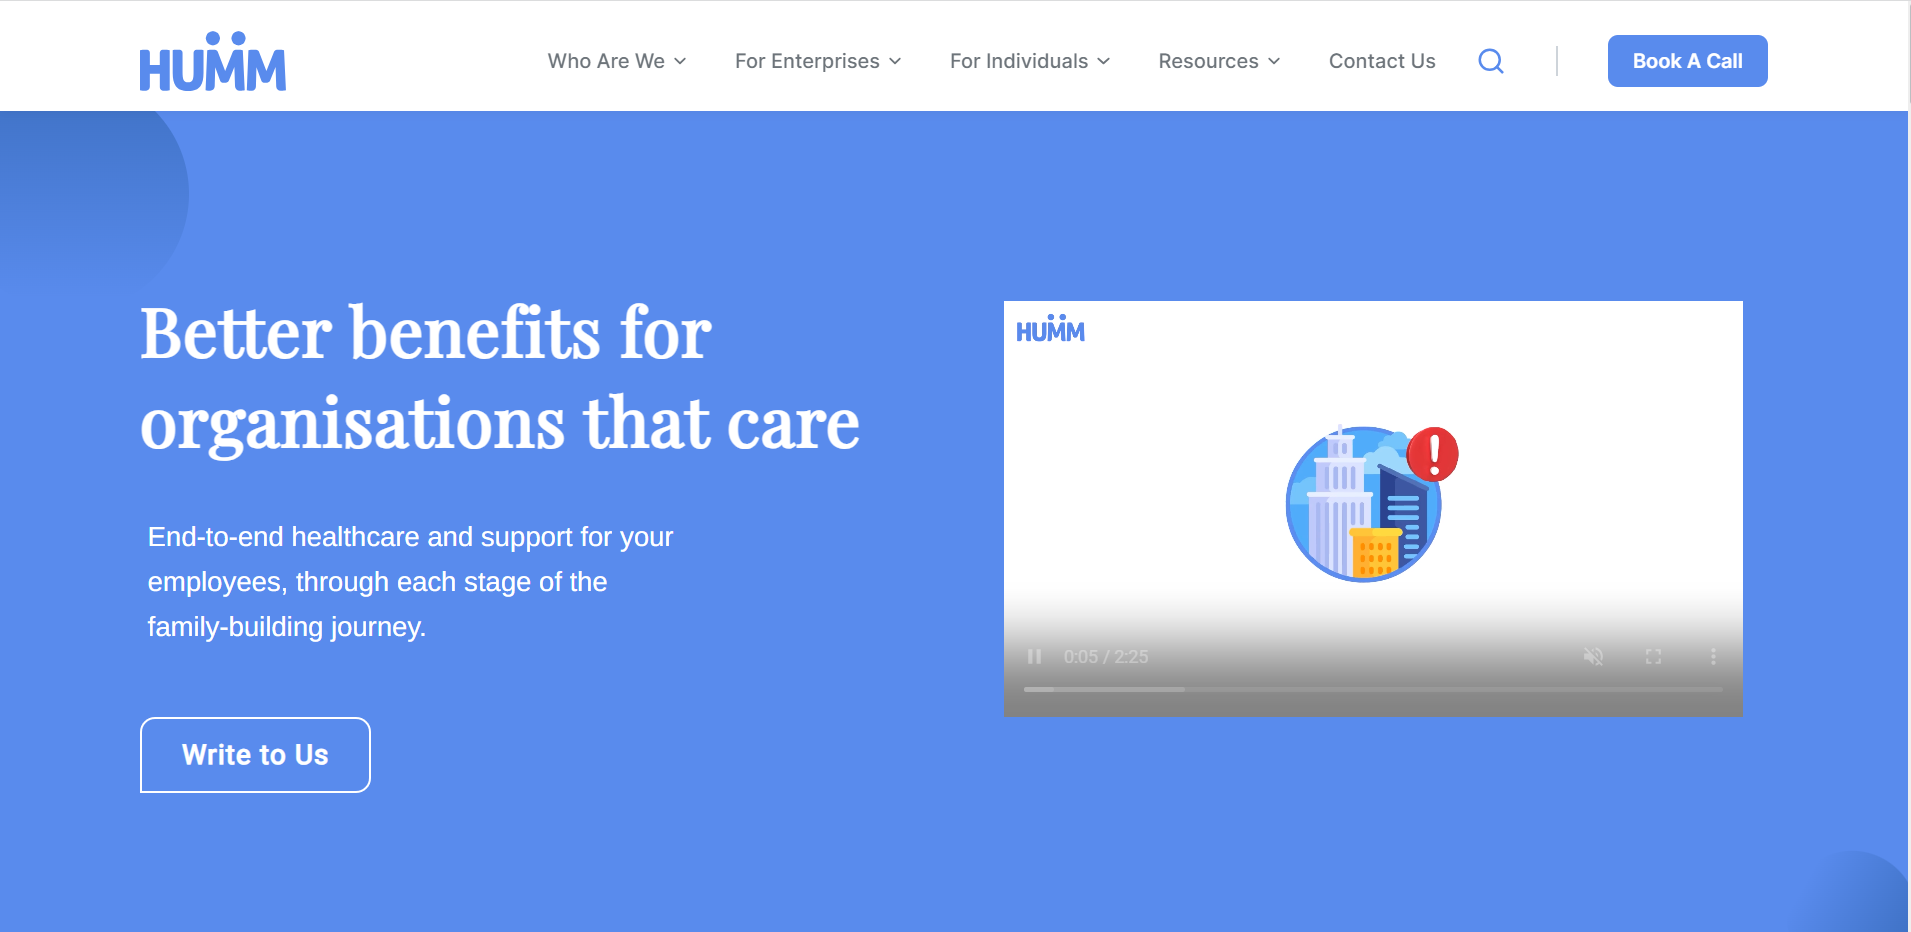 HUMM
Who Are We
For Enterprises
For Individuals
Resources
Contact Us
Book A Call
Better benefits for
organisations that care
End-to-end healthcare and support for your
employees, through each stage of the
family-building journey.
Write to Us
HUMM
!
0:05 / 2:25